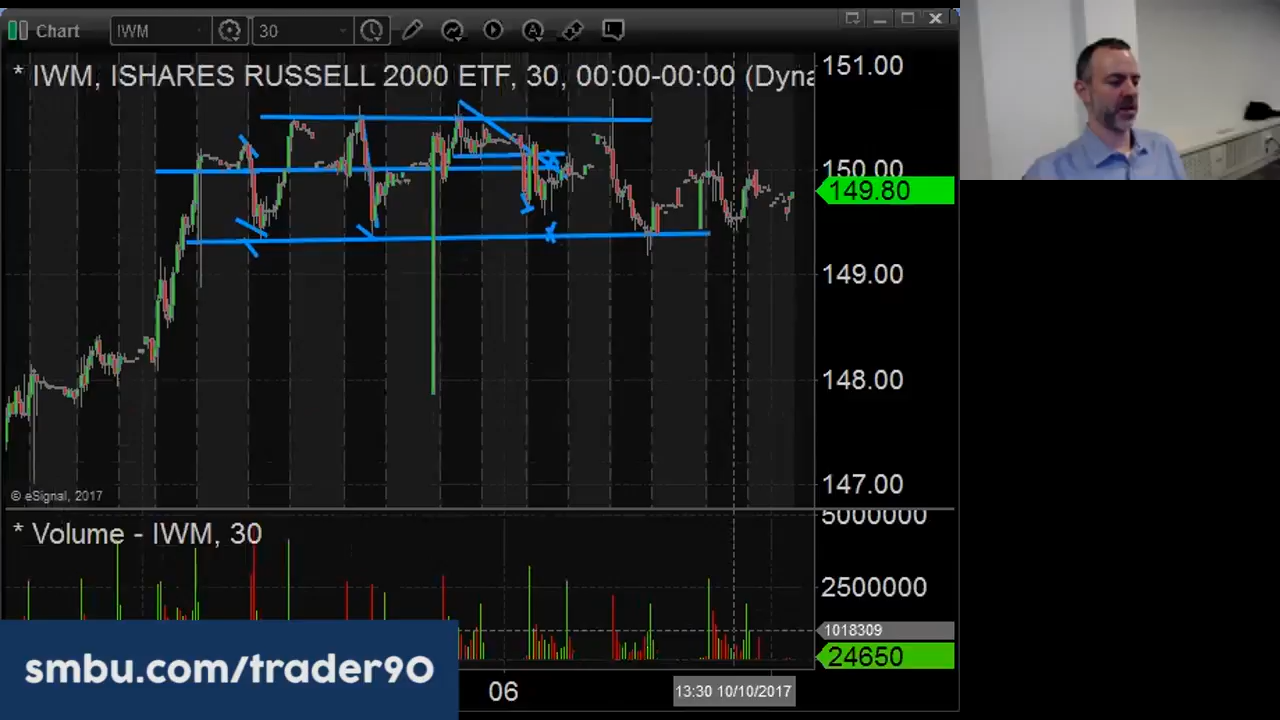 Chart IWM 30
* IWM, ISHARES RUSSELL 2000 ETF, 30, 00:00-00:00 (Dyna
151.00
150.00
149.80
149.00
148.00
147.00
© eSignal, 2017
* Volume - IWM, 30
5000000
2500000
1018309
24650
smbu.com/trader90
06
13:30 10/10/2017